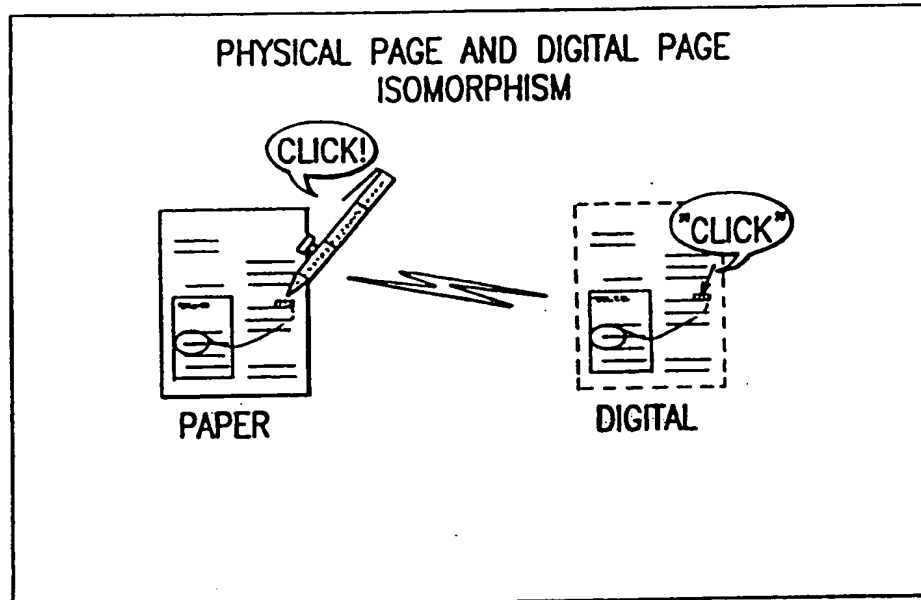 PHYSICAL PAGE AND DIGITAL PAGE
ISOMORPHISM
CLICK!
"CLICK"
PAPER
DIGITAL